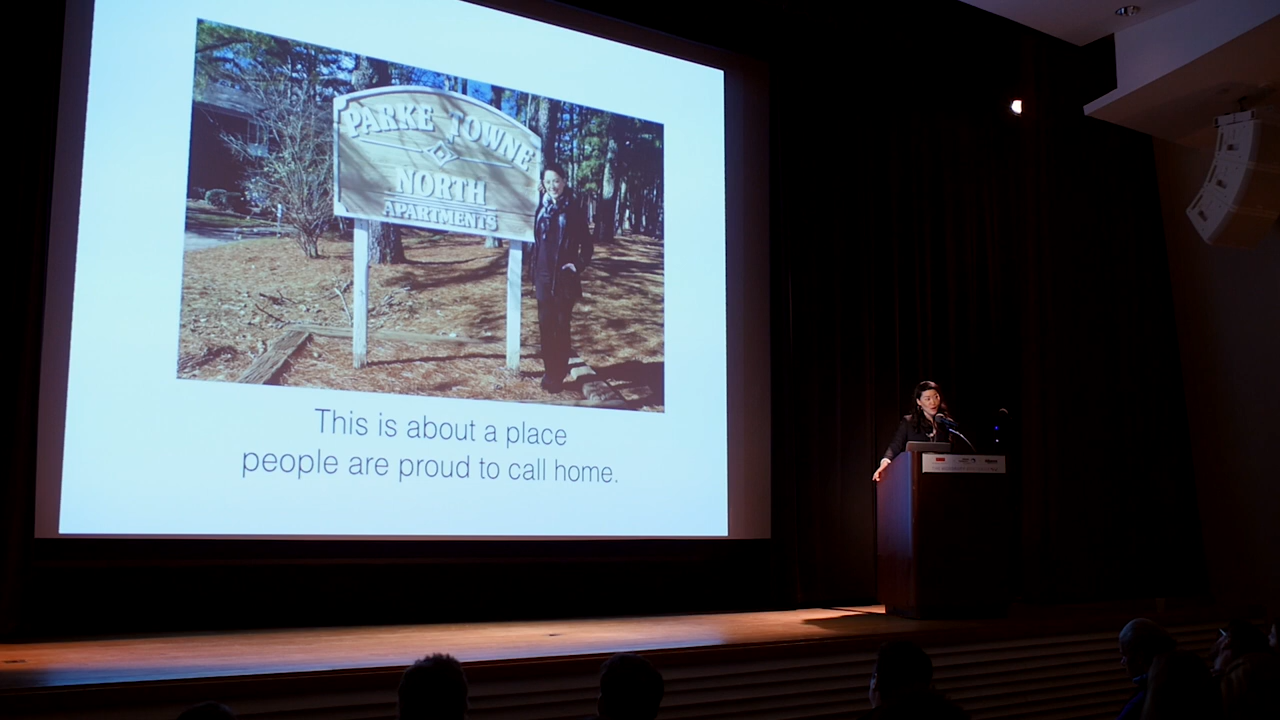 PARKE TOWNE
NORTH
APARTMENTS
This is about a place
people are proud to call home.